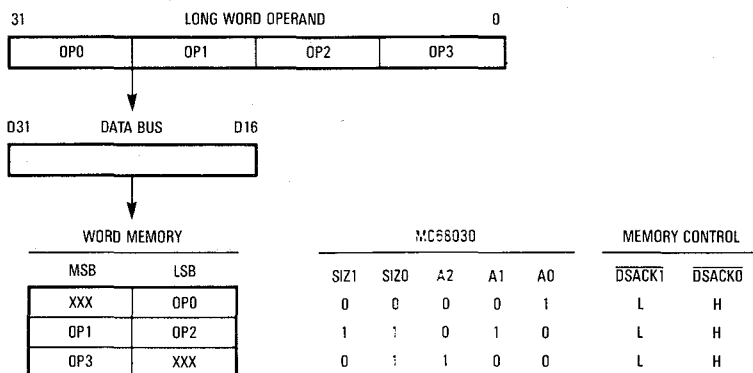 31 LONG WORD OPERAND 0
OP0 OP1 OP2 OP3
D31 DATA BUS D16
WORD MEMORY MC68030 MEMORY CONTROL
MSB LSB SIZ1 SIZ0 A2 A1 A0 DSACK1 DSACK0
XXX OP0 0 0 0 0 1 L H
OP1 OP2 1 1 0 1 0 L H
OP3 XXX 0 1 1 0 0 L H